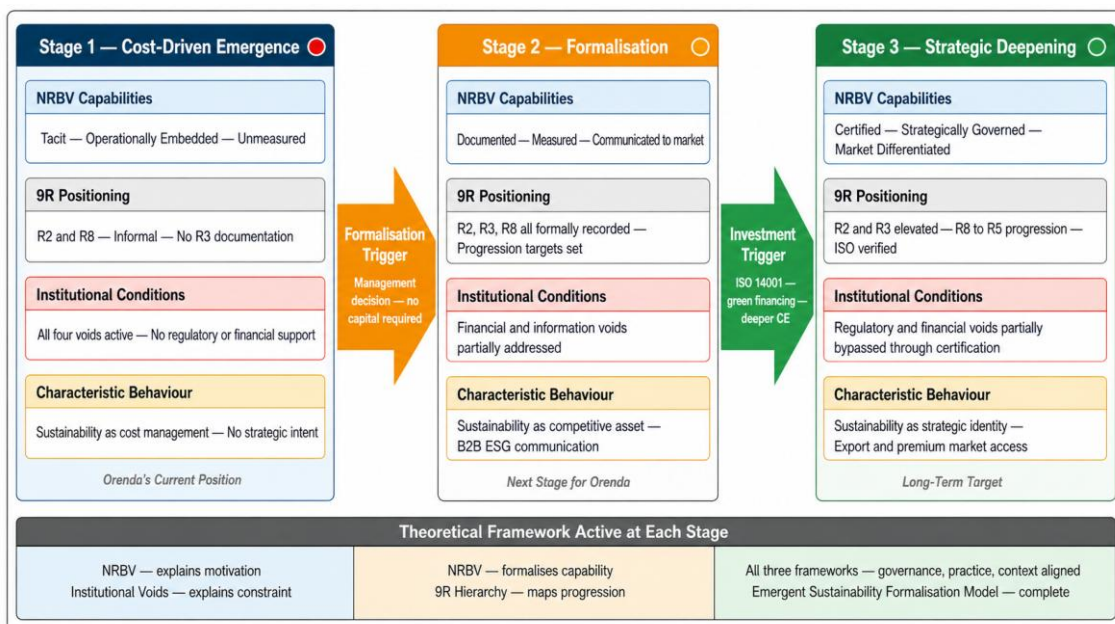 Stage 1 — Cost-Driven Emergence
NRBV Capabilities
Tacit — Operationally Embedded — Unmeasured
9R Positioning
R2 and R8 — Informal — No R3 documentation
Institutional Conditions
All four voids active — No regulatory or financial support
Characteristic Behaviour
Sustainability as cost management — No strategic intent
Orenda's Current Position
Formalisation
Trigger
Management
decision — no
capital required
Stage 2 — Formalisation
NRBV Capabilities
Documented — Measured — Communicated to market
9R Positioning
R2, R3, R8 all formally recorded —
Progression targets set
Institutional Conditions
Financial and information voids
partially addressed
Characteristic Behaviour
Sustainability as competitive asset —
B2B ESG communication
Next Stage for Orenda
Investment
Trigger
ISO 14001 —
green financing —
deeper CE
Stage 3 — Strategic Deepening
NRBV Capabilities
Certified — Strategically Governed —
Market Differentiated
9R Positioning
R2 and R3 elevated — R8 to R5 progression —
ISO verified
Institutional Conditions
Regulatory and financial voids partially
bypassed through certification
Characteristic Behaviour
Sustainability as strategic identity —
Export and premium market access
Long-Term Target
Theoretical Framework Active at Each Stage
NRBV — explains motivation
Institutional Voids — explains constraint
NRBV — formalises capability
9R Hierarchy — maps progression
All three frameworks — governance, practice, context aligned
Emergent Sustainability Formalisation Model — complete